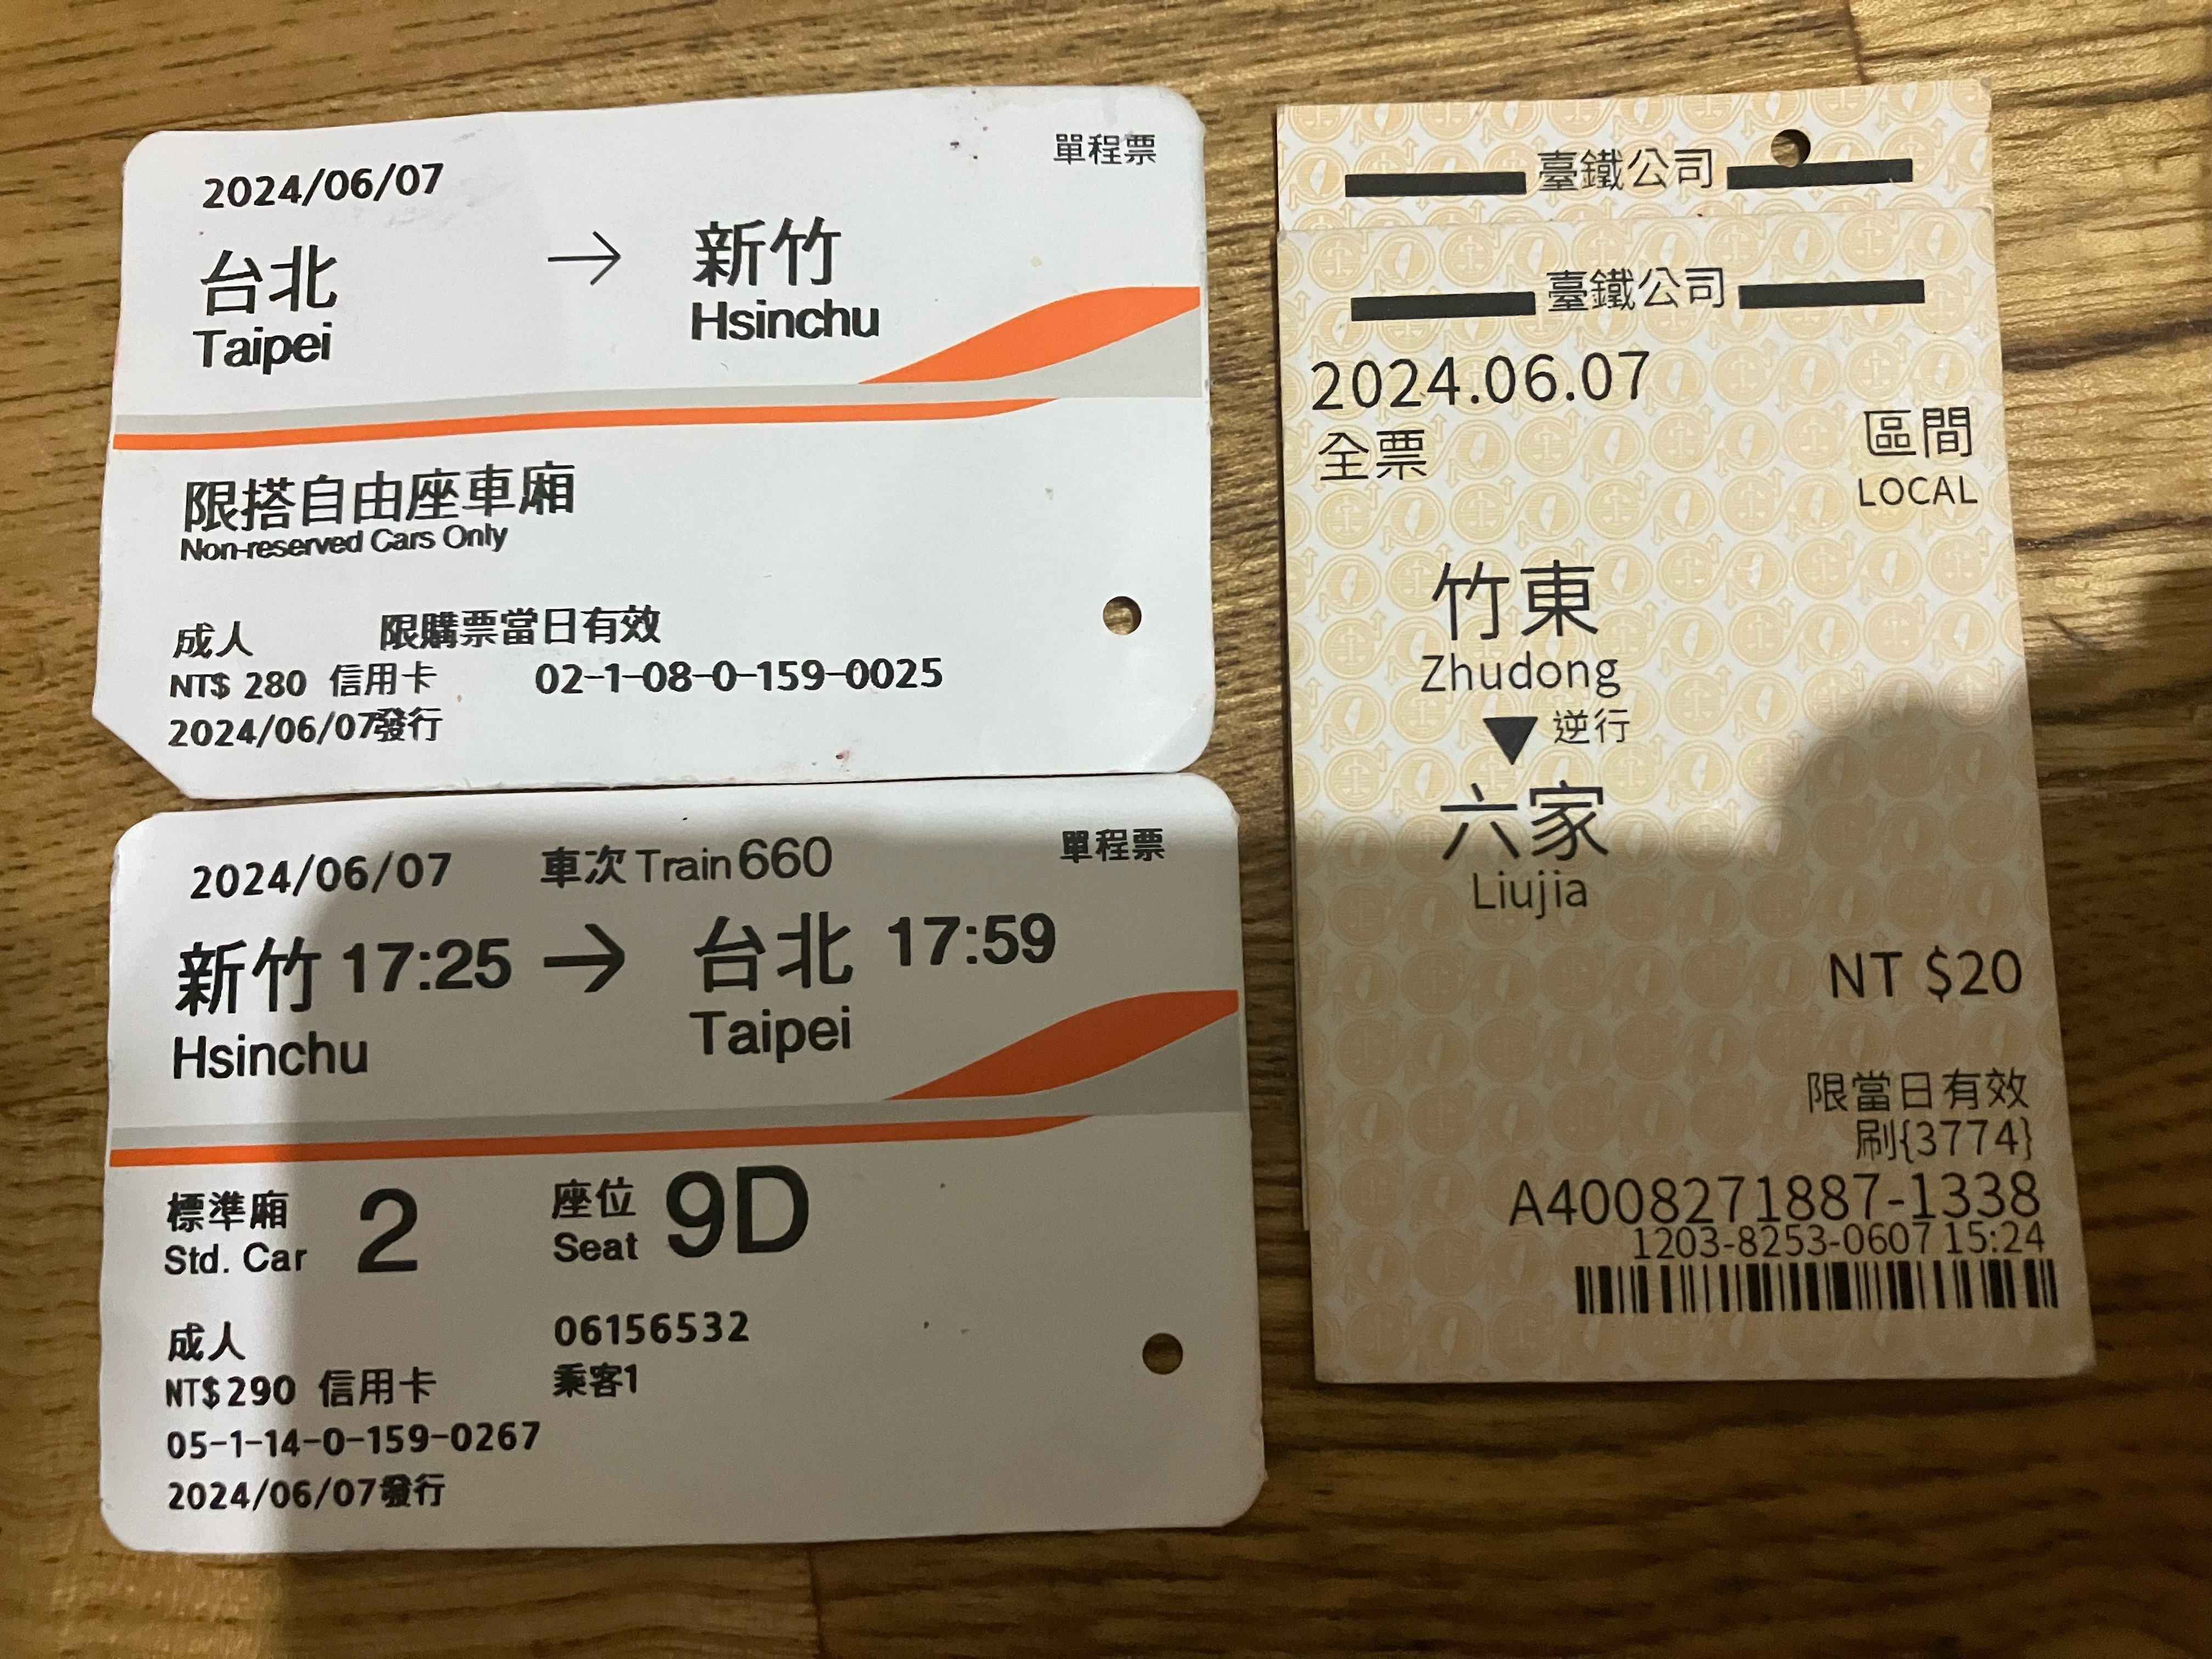 2024/06/07 單程票
台北 → 新竹
Taipei Hsinchu
限搭自由座車廂
Non-reserved Cars Only
成人 限購票當日有效
NT$ 280 信用卡 02-1-08-0-159-0025
2024/06/07發行
2024/06/07 車次 Train 660 單程票
新竹 17:25 → 台北 17:59
Hsinchu Taipei
標準廂 2 座位 9D
Std. Car Seat
成人 06156532
NT$ 290 信用卡 乘客1
05-1-14-0-159-0267
2024/06/07發行
臺鐵公司
臺鐵公司
2024.06.07
全票 區間
LOCAL
竹東
Zhudong
▼ 逆行
六家
Liujia
NT $20
限當日有效
刷{3774}
A4008271887-1338
1203-8253-0607 15:24